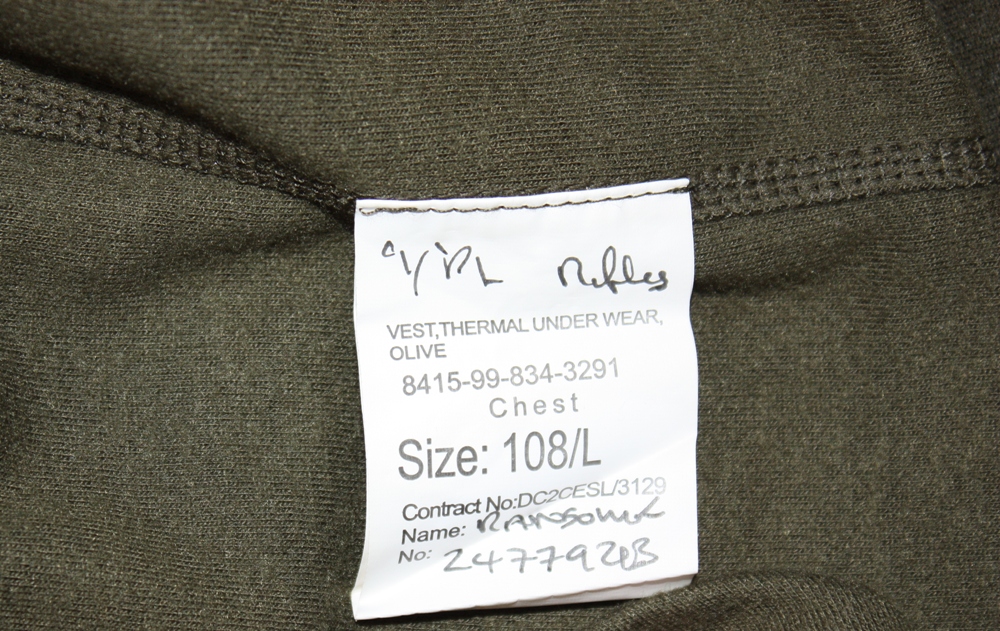 Rifles
VEST,THERMAL UNDER WEAR,
OLIVE
8415-99-834-3291
Chest
Size: 108/L
Contract No:DC2CESL/3129
Name: RANSOME
No: